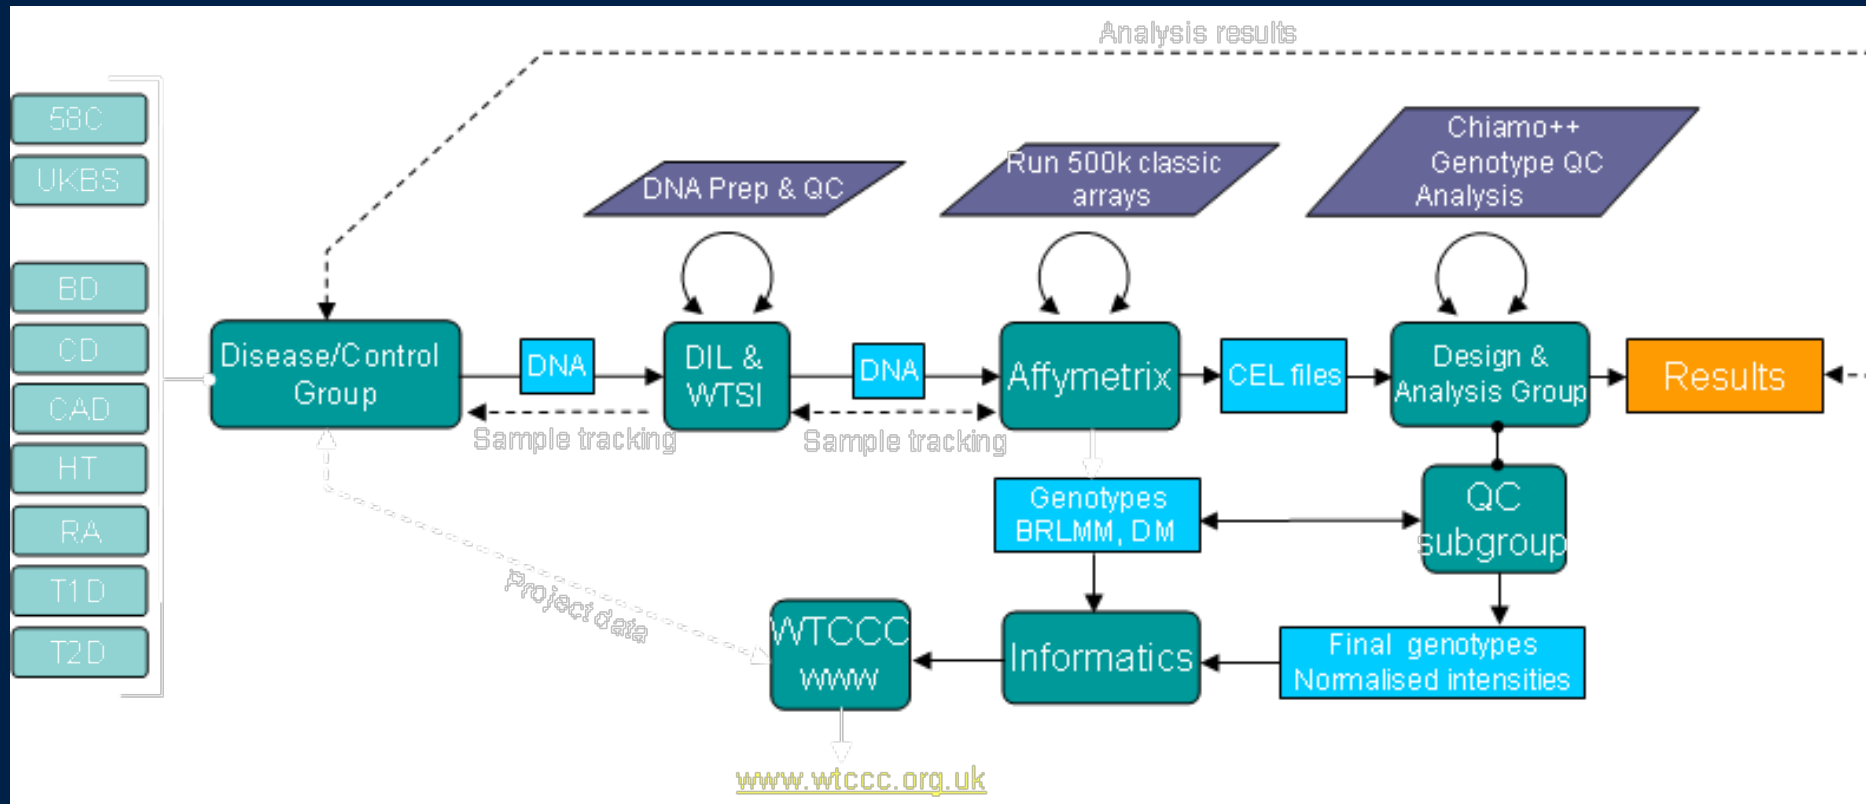 Analysis results
58C
UKBS
BD
CD
CAD
HT
RA
T1D
T2D
DNA Prep & QC
Run 500k classic
arrays
Chiamo++
Genotype QC
Analysis
Disease/Control
Group
DNA
DIL &
WTSI
DNA
Affymetrix
CEL files
Design &
Analysis Group
Results
Sample tracking
Sample tracking
Genotypes
BRLMM, DM
QC
subgroup
Project data
WTCCC
www
Informatics
Final genotypes
Normalised intensities
www.wtccc.org.uk